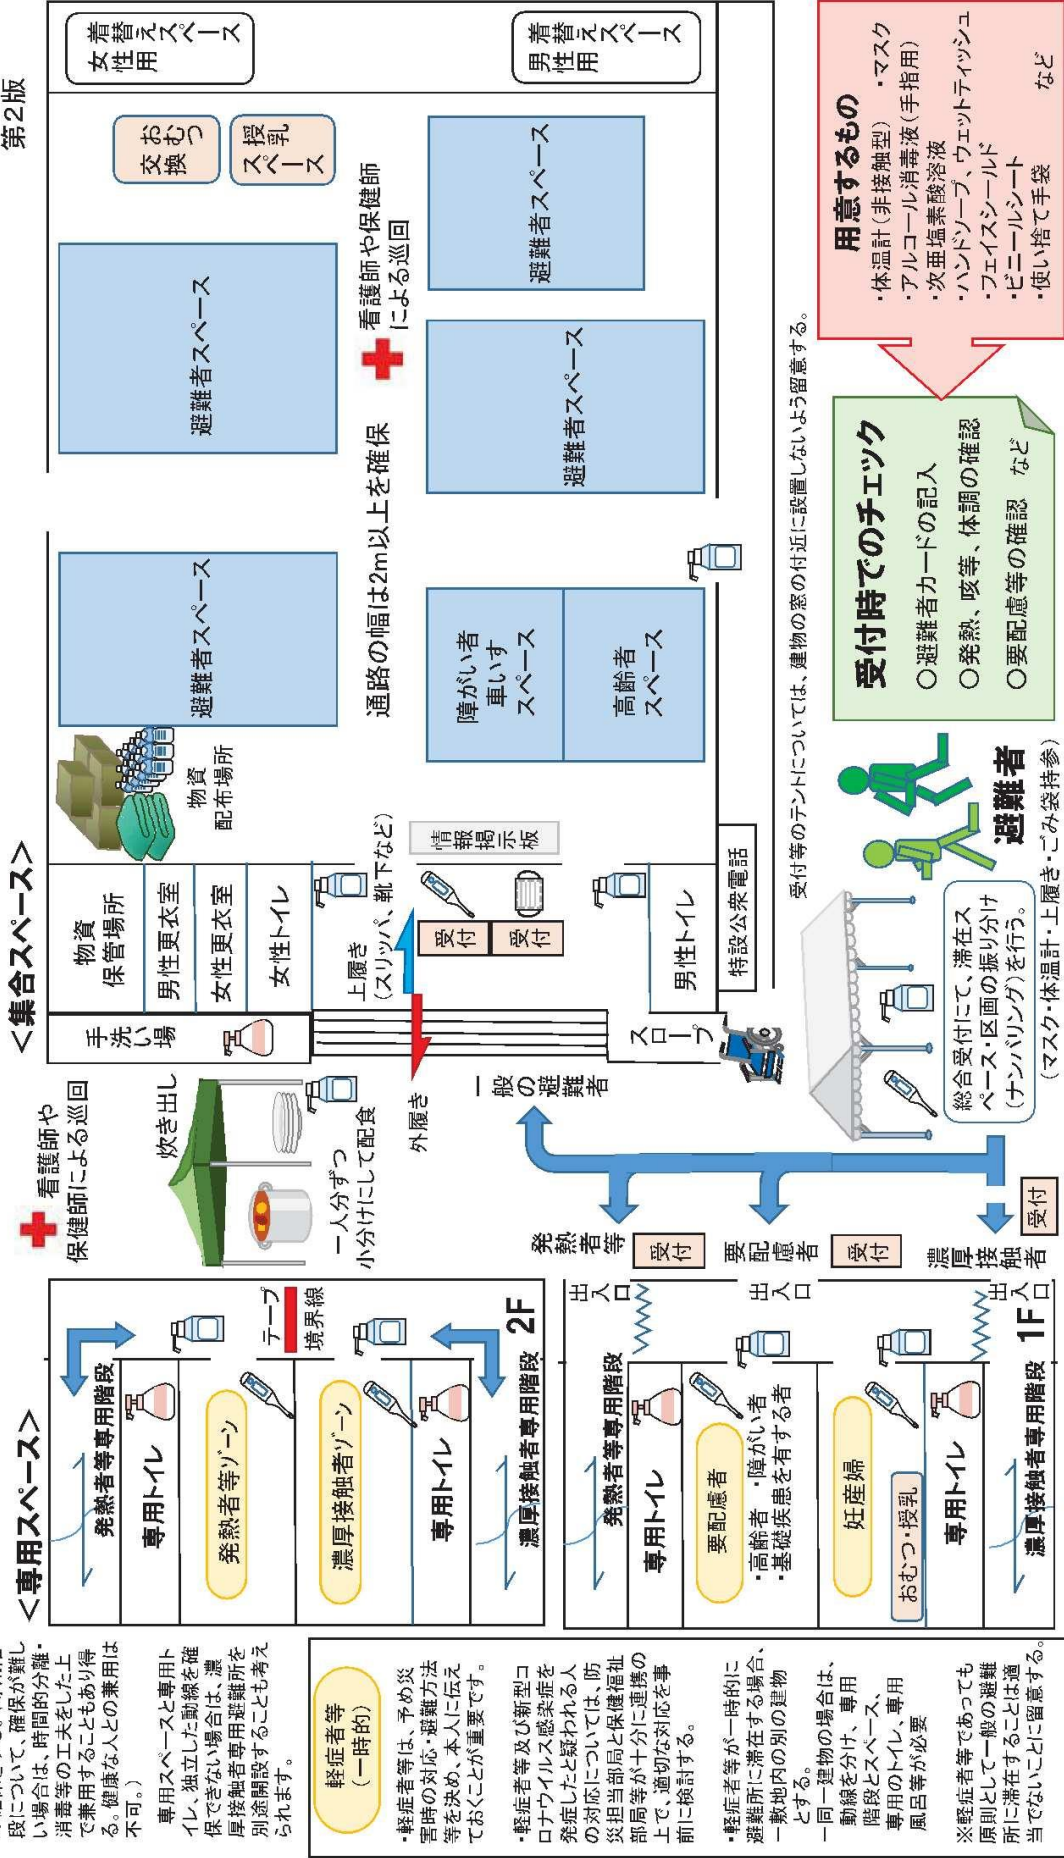 第2版
<専用スペース>
<集合スペース>
段について、確保が難し
い場合は、時間的分離・
消毒等の工夫をした上
で兼用することもあり得
る。健康な人との兼用は
不可。）
専用スペースと専用ト
イレ、独立した動線を確
保できない場合は、濃
厚接触者専用避難所を
別途開設することも考え
られます。
軽症者等
（一時的）
・軽症者等は、予め災
害時の対応・避難方法
等を決め、本人に伝え
ておくことが重要です。
・軽症者等及び新型コ
ロナウイルス感染症を
発症したと疑われる人
の対応については、防
災担当部局と保健福祉
部局等が十分に連携の
上で、適切な対応を事
前に検討する。
・軽症者等が一時的に
避難所に滞在する場合、
－敷地内の別の建物
とする。
－同一建物の場合は、
動線を分け、専用
階段とスペース、
専用のトイレ、専用
風呂等が必要
※軽症者等であっても
原則として一般の避難
所に滞在することは適
当でないことに留意する。
発熱者等専用階段
専用トイレ
発熱者等ゾーン
濃厚接触者ゾーン
専用トイレ
濃厚接触者専用階段
テープ
境界線
2F
発熱者等専用階段
専用トイレ
要配慮者
・高齢者　・障がい者
・基礎疾患を有する者
妊産婦
おむつ・授乳
専用トイレ
濃厚接触者専用階段
1F
出入口
出入口
出入口
看護師や
保健師による巡回
炊き出し
一人分ずつ
小分けにして配食
外履き
一般の避難者
発熱者等
受付
要配慮者
受付
濃厚接触者
受付
手洗い場
スロープ
物資
保管場所
男性更衣室
女性更衣室
女性トイレ
上履き
（スリッパ、靴下など）
受付
受付
男性トイレ
特設公衆電話
情報掲示板
物資
配布場所
避難者スペース
避難者スペース
通路の幅は2m以上を確保
看護師や保健師
による巡回
障がい者
車いす
スペース
高齢者
スペース
避難者スペース
避難者スペース
おむつ交換
授乳スペース
女性用着替えスペース
男性用着替えスペース
受付等のテントについては、建物の窓の付近に設置しないよう留意する。
総合受付にて、滞在ス
ペース・区画の振り分け
（ナンバリング）を行う。
避難者
（マスク・体温計・上履き・ごみ袋持参）
受付時でのチェック
○避難者カードの記入
○発熱、咳等、体調の確認
○要配慮等の確認　など
用意するもの
・体温計（非接触型）　・マスク
・アルコール消毒液（手指用）
・次亜塩素酸溶液
・ハンドソープ、ウェットティッシュ
・フェイスシールド
・ビニールシート
・使い捨て手袋　など